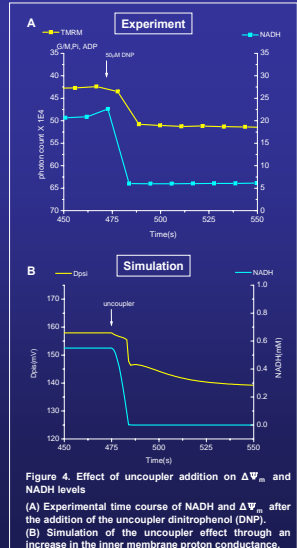 Experiment
TMRM
NADH
G/M,Pi, ADP
50μM DNP
35
40
45
50
55
60
65
70
photon count X 1E4
35
30
25
20
15
10
5
0
450 475 500 525 550
Time(s)
A
B
Simulation
Dpsi
NADH
uncoupler
170
160
150
140
130
120
Dpis(mV)
1.0
0.8
0.6
0.4
0.2
0.0
NADH(mM)
450 475 500 525 550
Time(s)
Figure 4. Effect of uncoupler addition on ΔΨm and
NADH levels
(A) Experimental time course of NADH and ΔΨm after
the addition of the uncoupler dinitrophenol (DNP).
(B) Simulation of the uncoupler effect through an
increase in the inner membrane proton conductance.